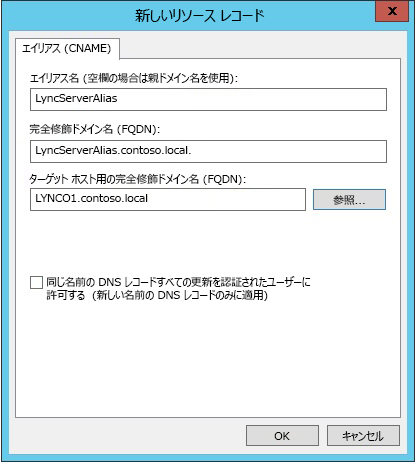 新しいリソース レコード
x
エイリアス (CNAME)
エイリアス名 (空欄の場合は親ドメイン名を使用):
LyncServerAlias
完全修飾ドメイン名 (FQDN):
LyncServerAlias.contoso.local.
ターゲット ホスト用の完全修飾ドメイン名 (FQDN):
LYNCO1.contoso.local
参照...
同じ名前の DNS レコードすべての更新を認証されたユーザーに
許可する (新しい名前の DNS レコードのみに適用)
OK
キャンセル